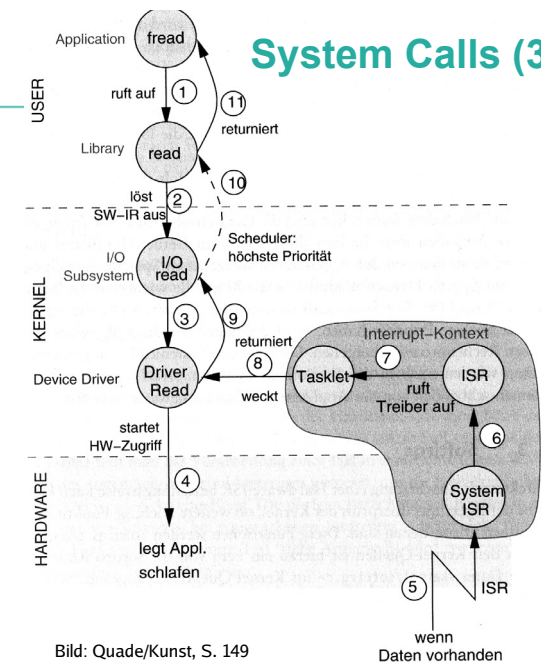 System Calls (3
Application
fread
USER
ruft auf
1
11
returniert
Library
read
10
löst
2
SW-IR aus
Scheduler:
höchste Priorität
I/O
Subsystem
I/O
read
KERNEL
3
9
returniert
Interrupt-Kontext
Device Driver
Driver
Read
8
weckt
Tasklet
7
ruft
Treiber auf
ISR
startet
HW-Zugriff
6
HARDWARE
4
System
ISR
legt Appl.
schlafen
5
ISR
wenn
Daten vorhanden
Bild: Quade/Kunst, S. 149